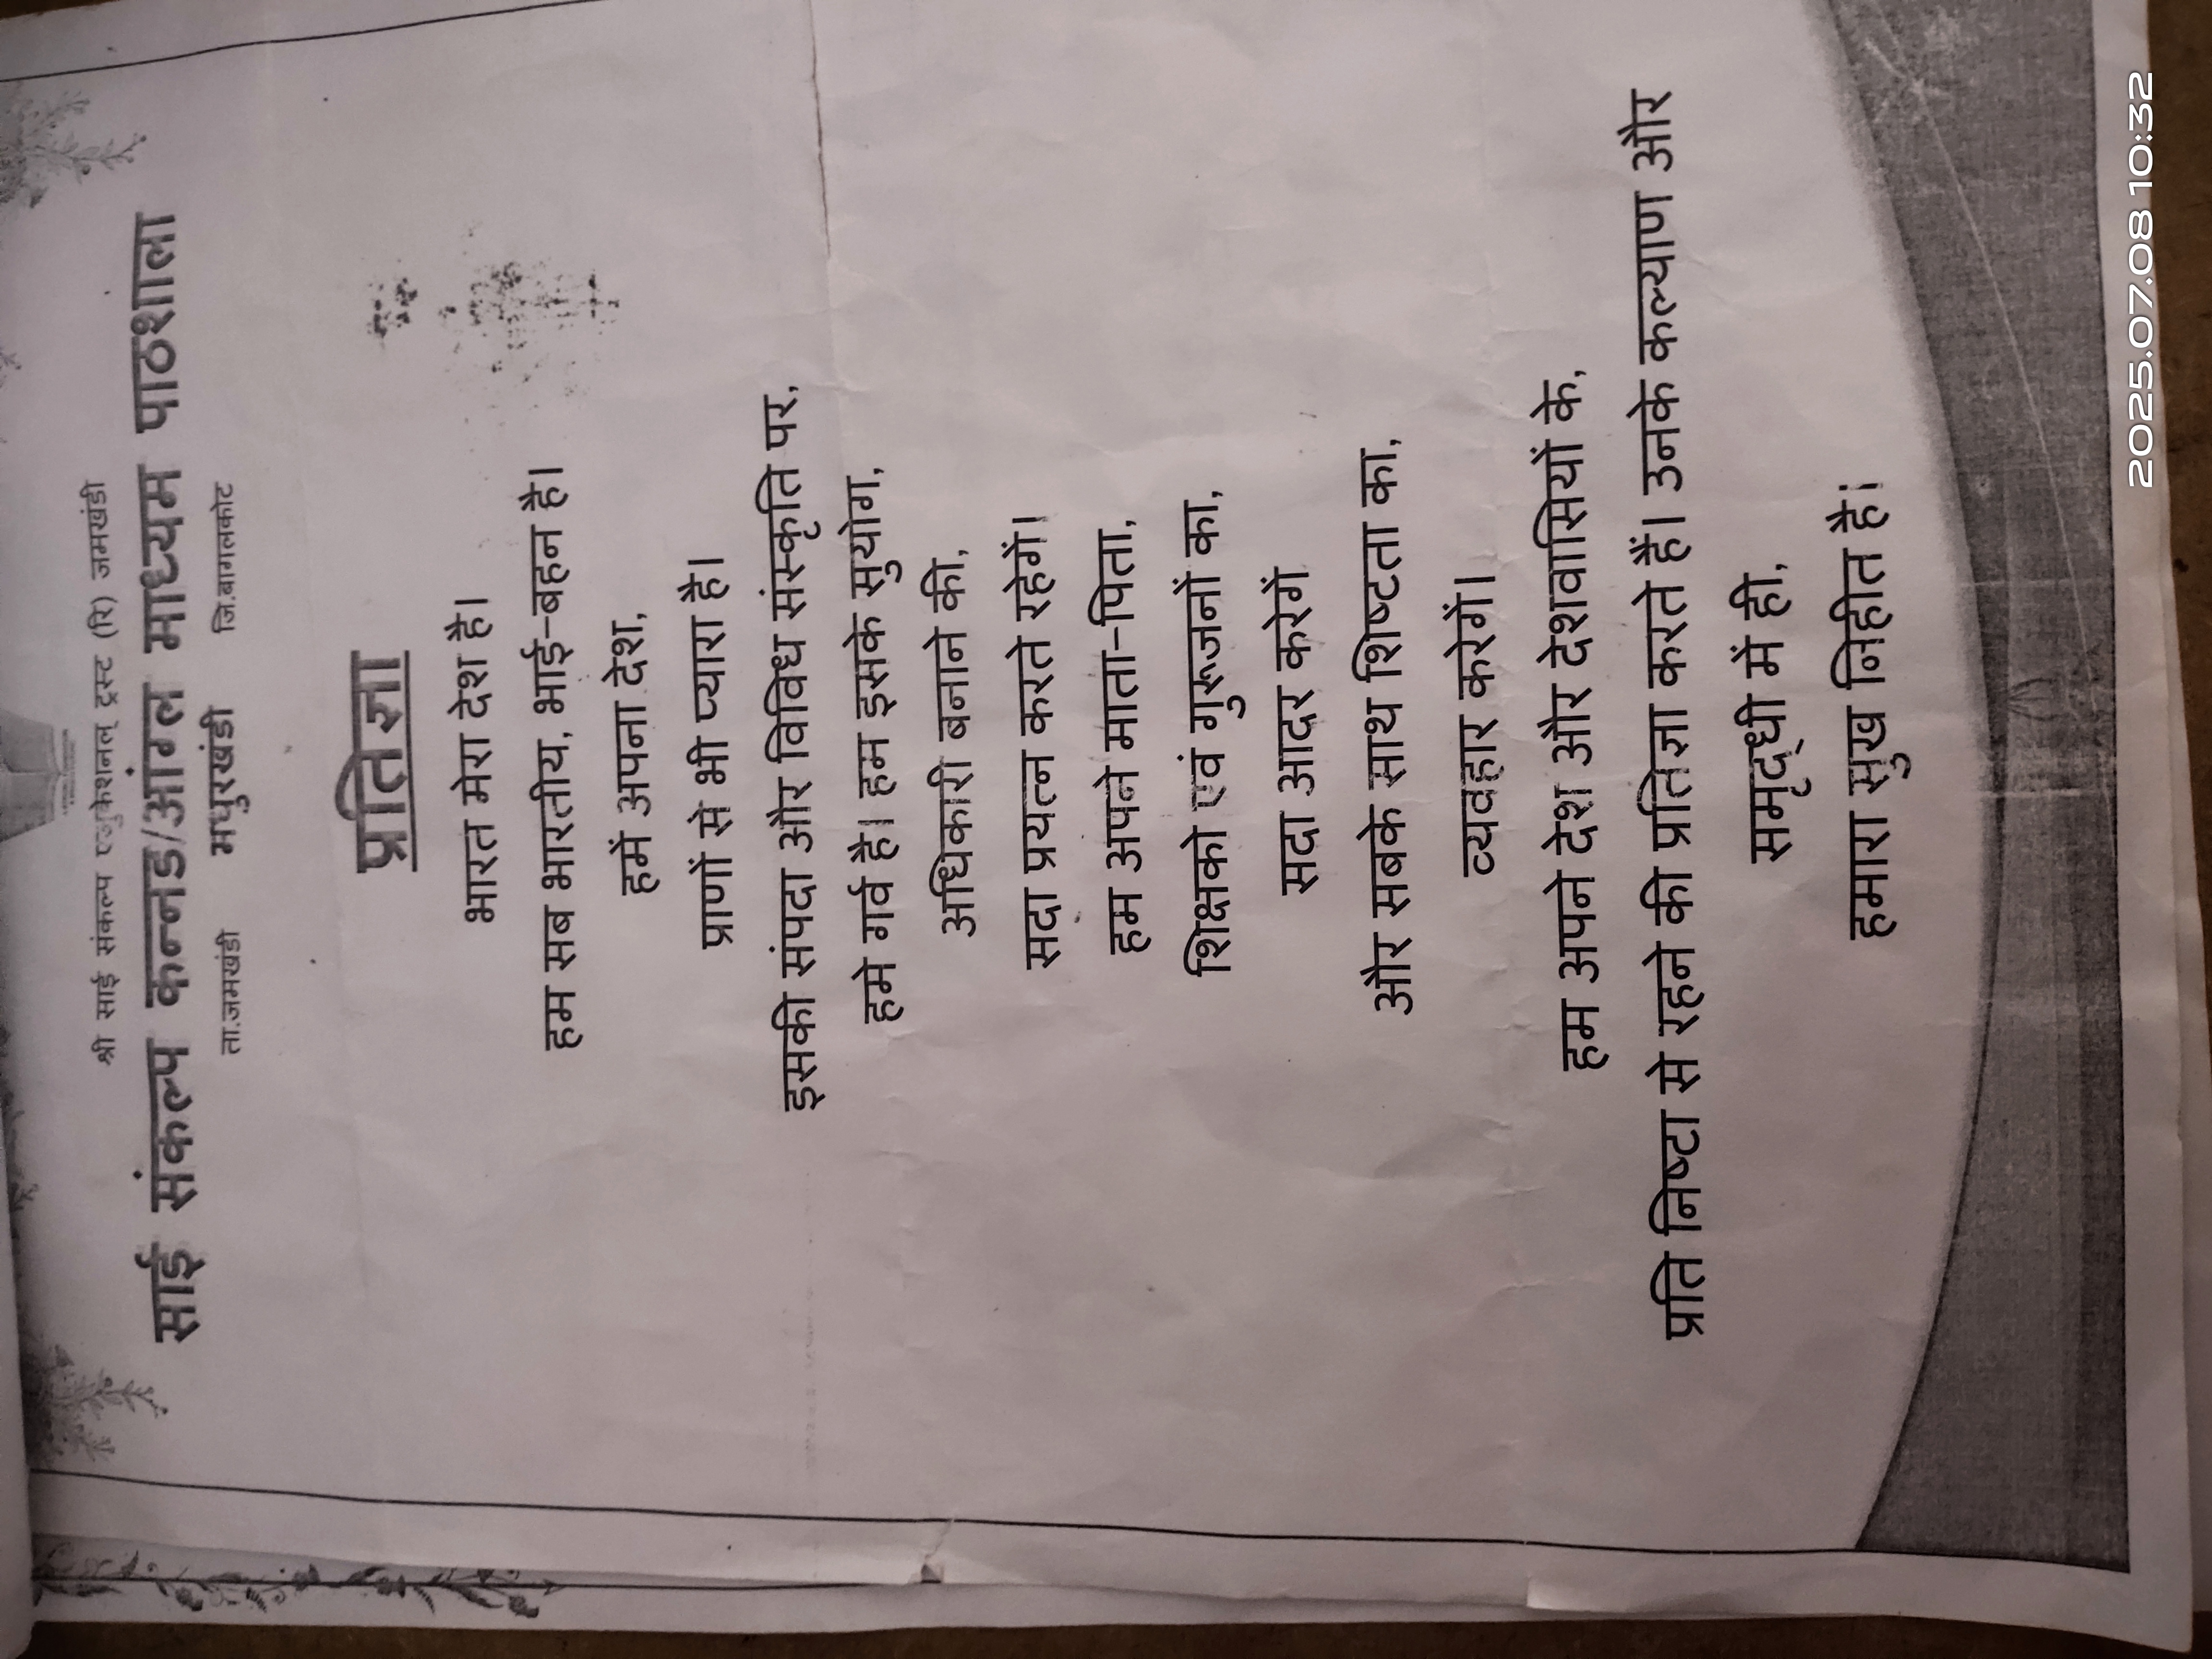 श्री साई संकल्प एज्युकेशनल् ट्रस्ट (रि) जमखंडी
साई संकल्प कन्नड/आंग्ल माध्यम पाठशाला
ता.जमखंडी मधुरखंडी जि.बागलकोट
प्रतिज्ञा
भारत मेरा देश है।
हम सब भारतीय, भाई-बहन है।
हमें अपना देश,
प्राणों से भी प्यारा है।
इसकी संपदा और विविध संस्कृति पर,
हमे गर्व है। हम इसके सुयोग,
अधिकारी बनाने की,
सदा प्रयत्न करते रहेगें।
हम अपने माता-पिता,
शिक्षको एवं गुरूजनों का,
सदा आदर करेगें
और सबके साथ शिष्टता का,
व्यवहार करेगें।
हम अपने देश और देशवासियों के,
प्रति निष्टा से रहने की प्रतिज्ञा करते हैं। उनके कल्याण और
समृद्धी में ही,
हमारा सुख निहीत है।
2025.07.08 10:32